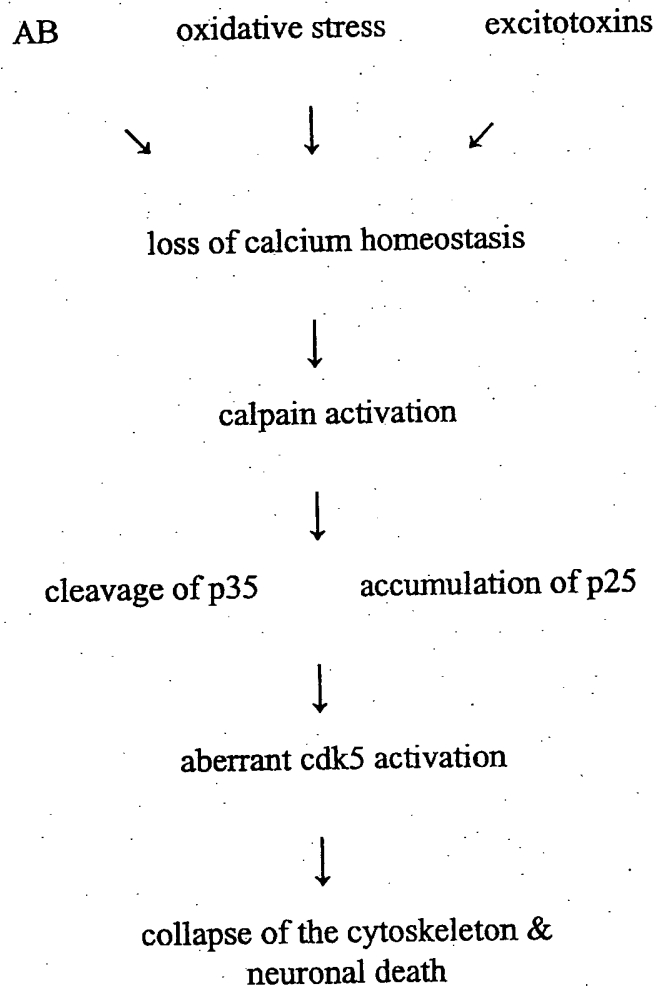 AB oxidative stress excitotoxins
loss of calcium homeostasis
calpain activation
cleavage of p35 accumulation of p25
aberrant cdk5 activation
collapse of the cytoskeleton &
neuronal death